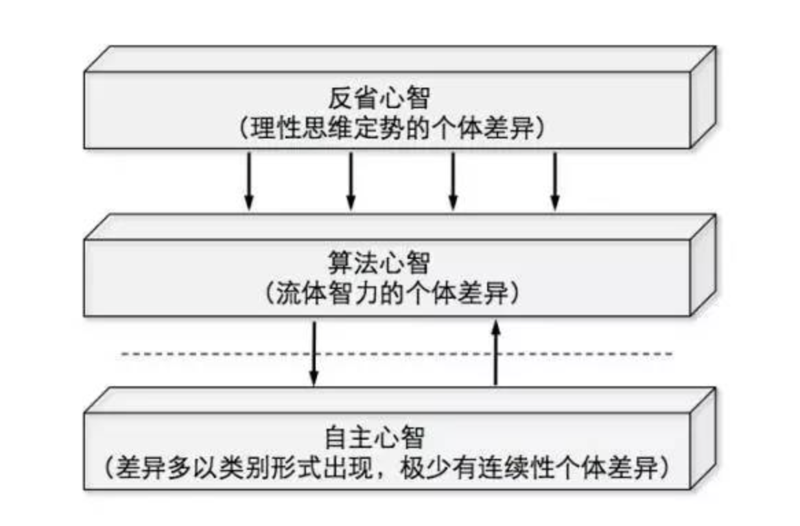 反省心智
（理性思维定势的个体差异）
算法心智
（流体智力的个体差异）
自主心智
（差异多以类别形式出现，极少有连续性个体差异）